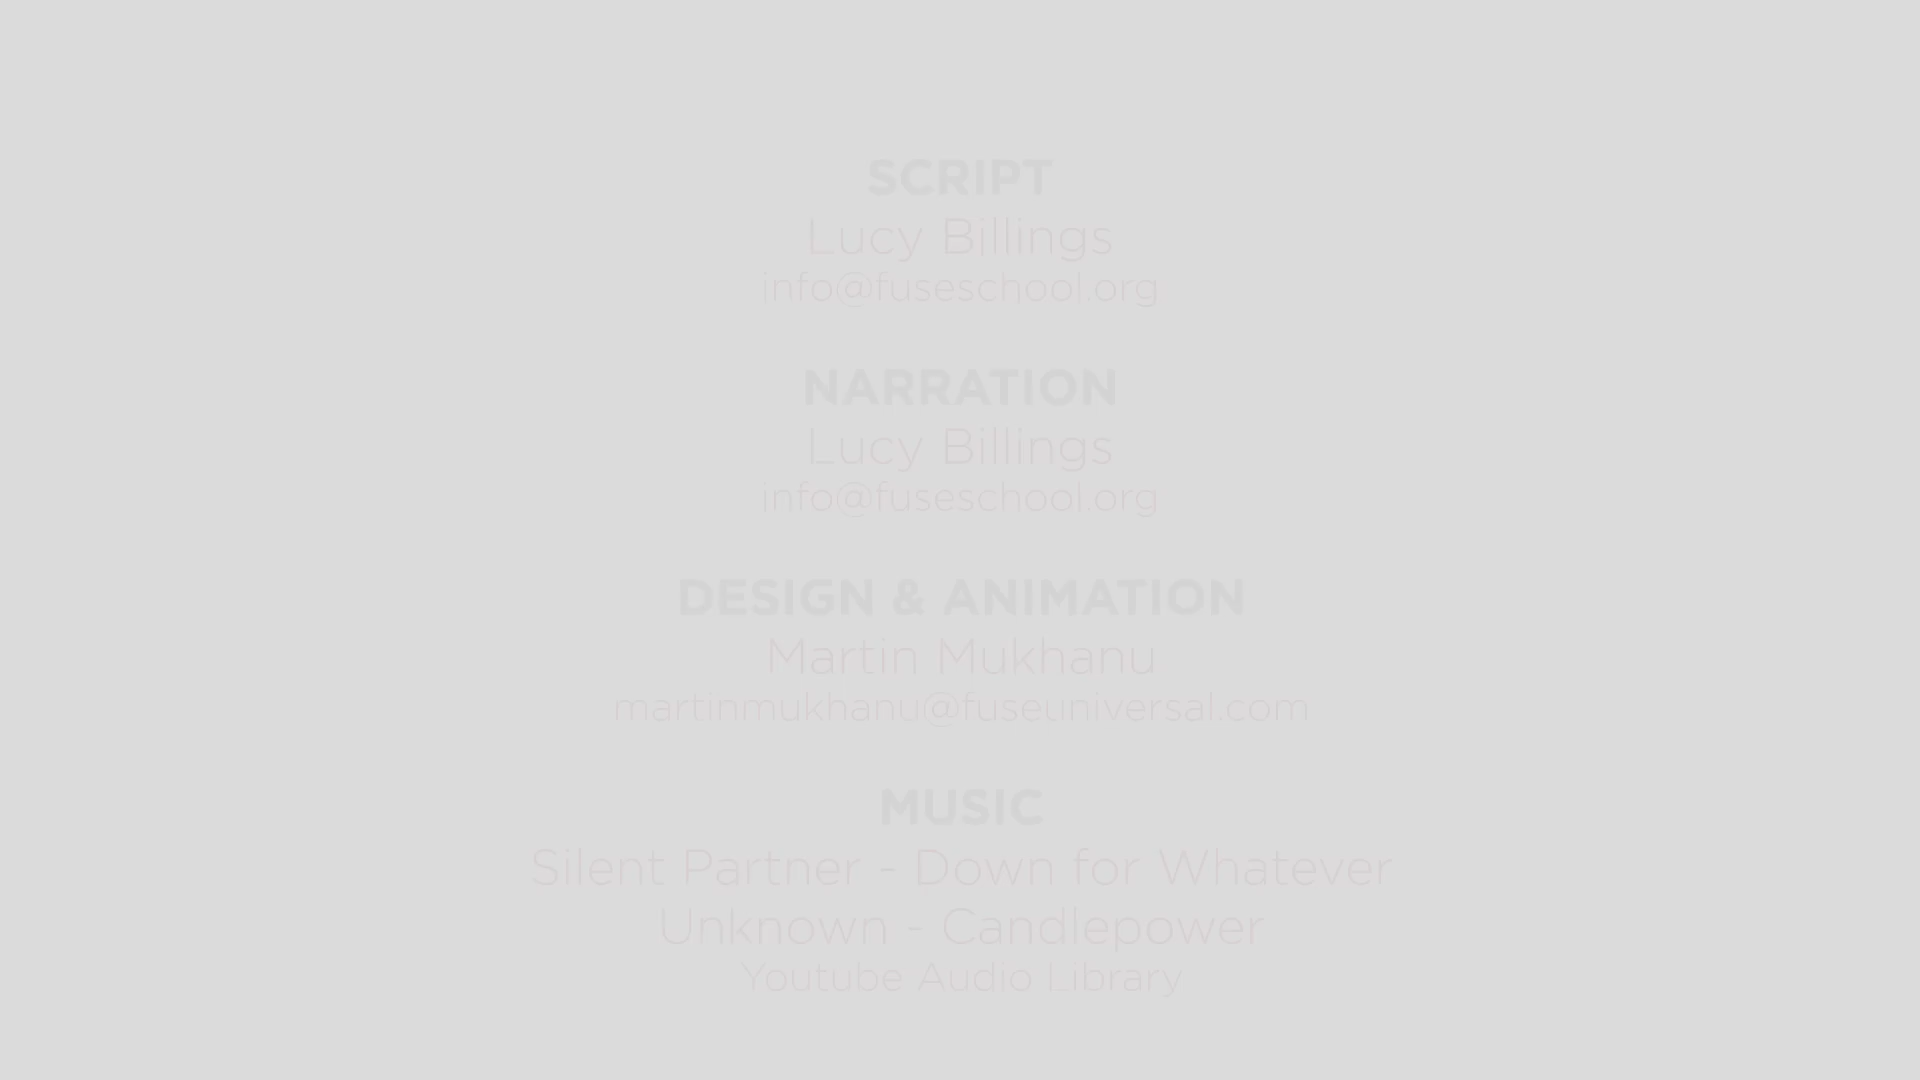 SCRIPT
Lucy Billings
info@fuseschool.org
NARRATION
Lucy Billings
info@fuseschool.org
DESIGN & ANIMATION
Martin Mukhanu
martinmukhanu@fuseuniversal.com
MUSIC
Silent Partner - Down for Whatever
Unknown - Candlepower
Youtube Audio Library